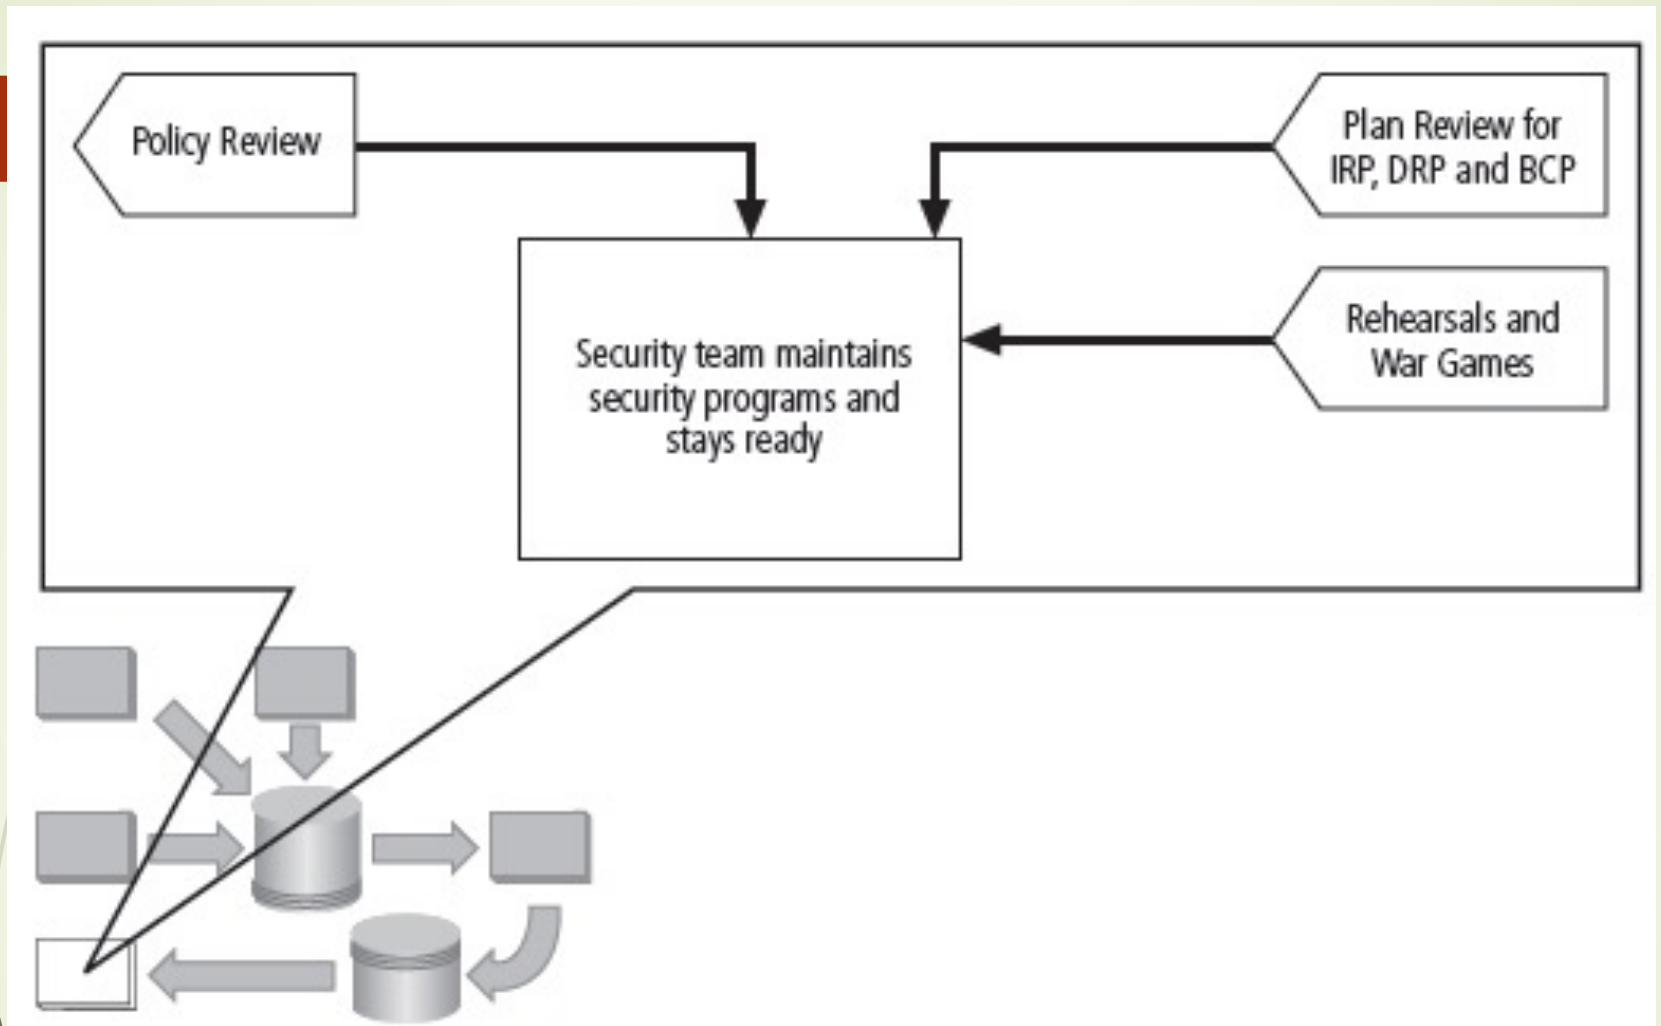 Policy Review
Plan Review for
IRP, DRP and BCP
Rehearsals and
War Games
Security team maintains
security programs and
stays ready